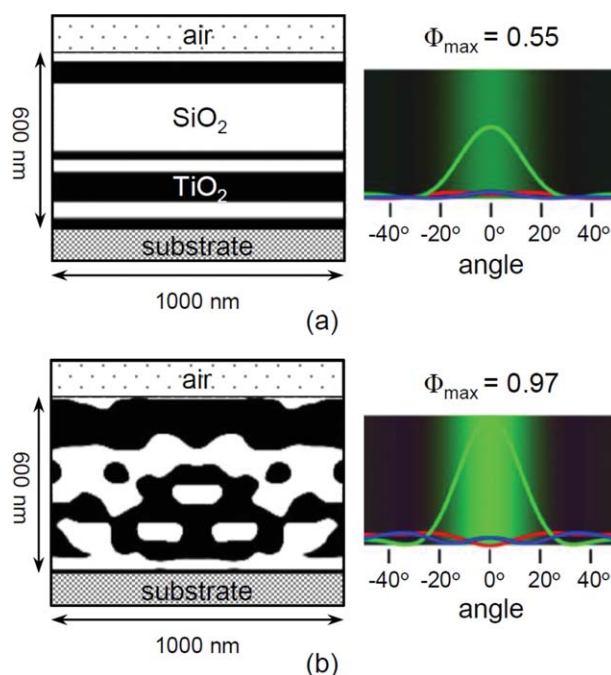 air
600 nm
SiO₂
TiO₂
substrate
1000 nm
(a)
Φmax = 0.55
-40° -20° 0° 20° 40°
angle
air
600 nm
substrate
1000 nm
(b)
Φmax = 0.97
-40° -20° 0° 20° 40°
angle